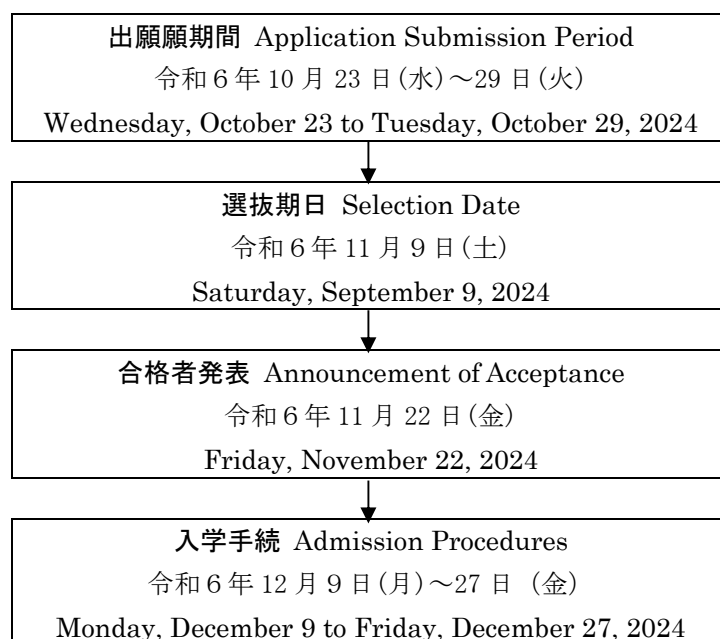 出願願期間 Application Submission Period
令和６年 10 月 23 日(水)～29 日(火)
Wednesday, October 23 to Tuesday, October 29, 2024
選抜期日 Selection Date
令和６年 11 月 9 日(土)
Saturday, September 9, 2024
合格者発表 Announcement of Acceptance
令和６年 11 月 22 日(金)
Friday, November 22, 2024
入学手続 Admission Procedures
令和６年 12 月 9 日(月)～27 日 (金)
Monday, December 9 to Friday, December 27, 2024